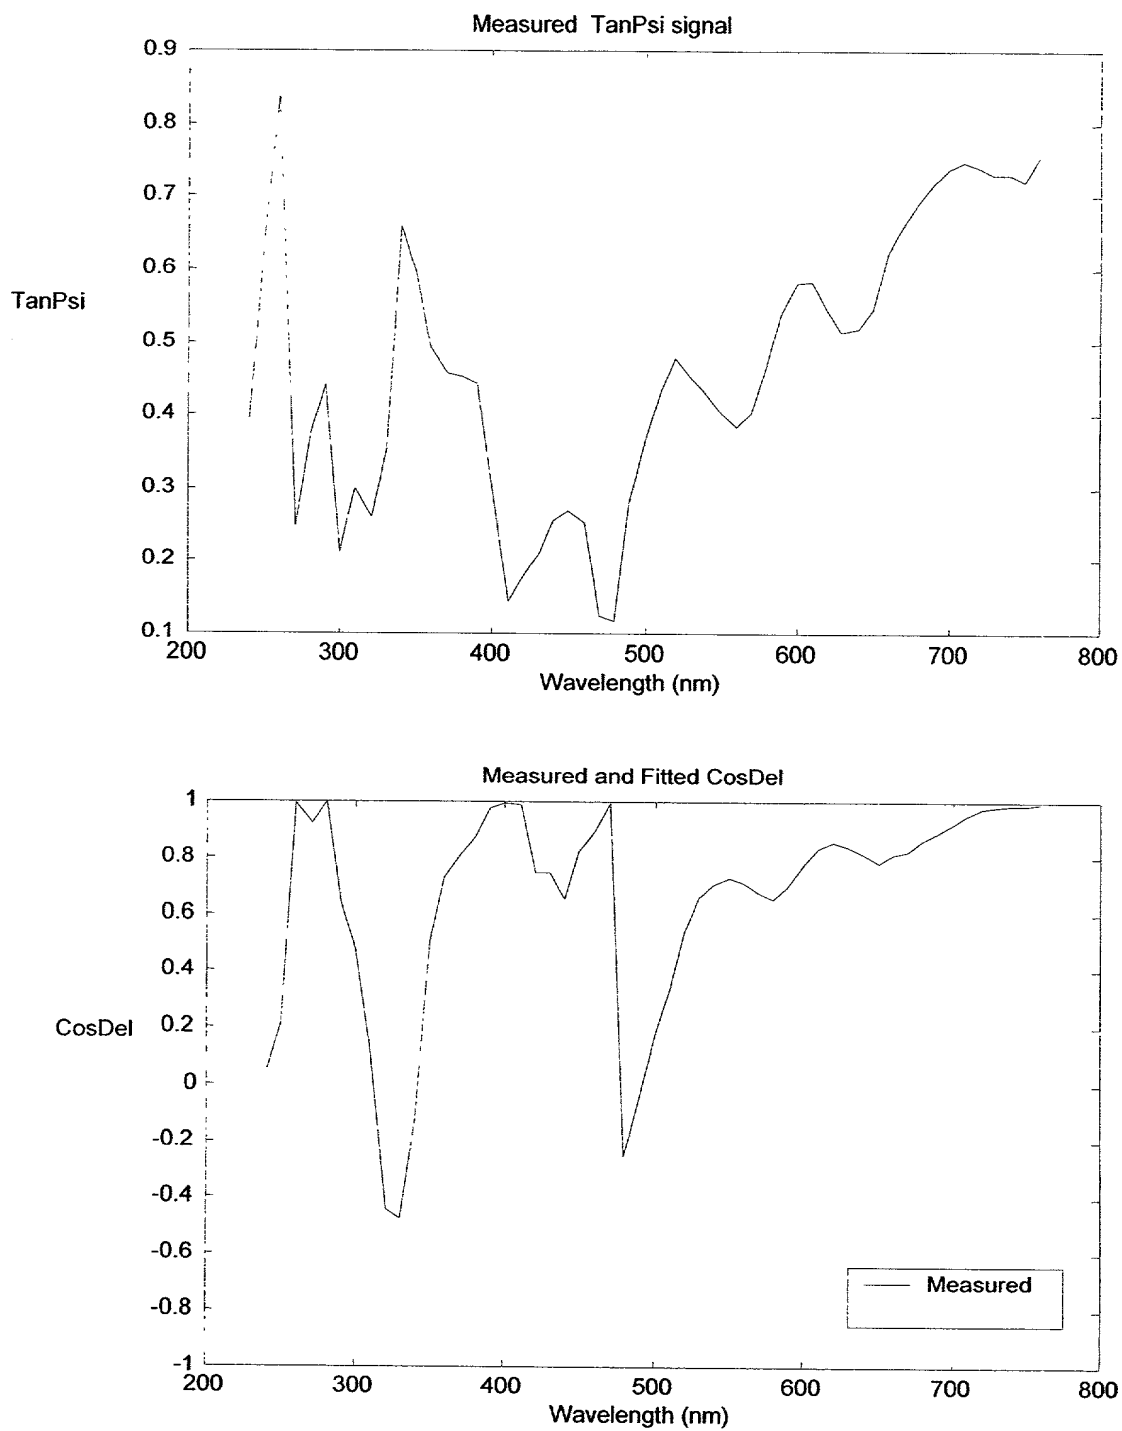 Measured TanPsi signal
0.9
0.8
0.7
0.6
TanPsi
0.5
0.4
0.3
0.2
0.1
200 300 400 500 600 700 800
Wavelength (nm)
Measured and Fitted CosDel
1
0.8
0.6
0.4
CosDel 0.2
0
-0.2
-0.4
-0.6
-0.8
Measured
-1
200 300 400 500 600 700 800
Wavelength (nm)